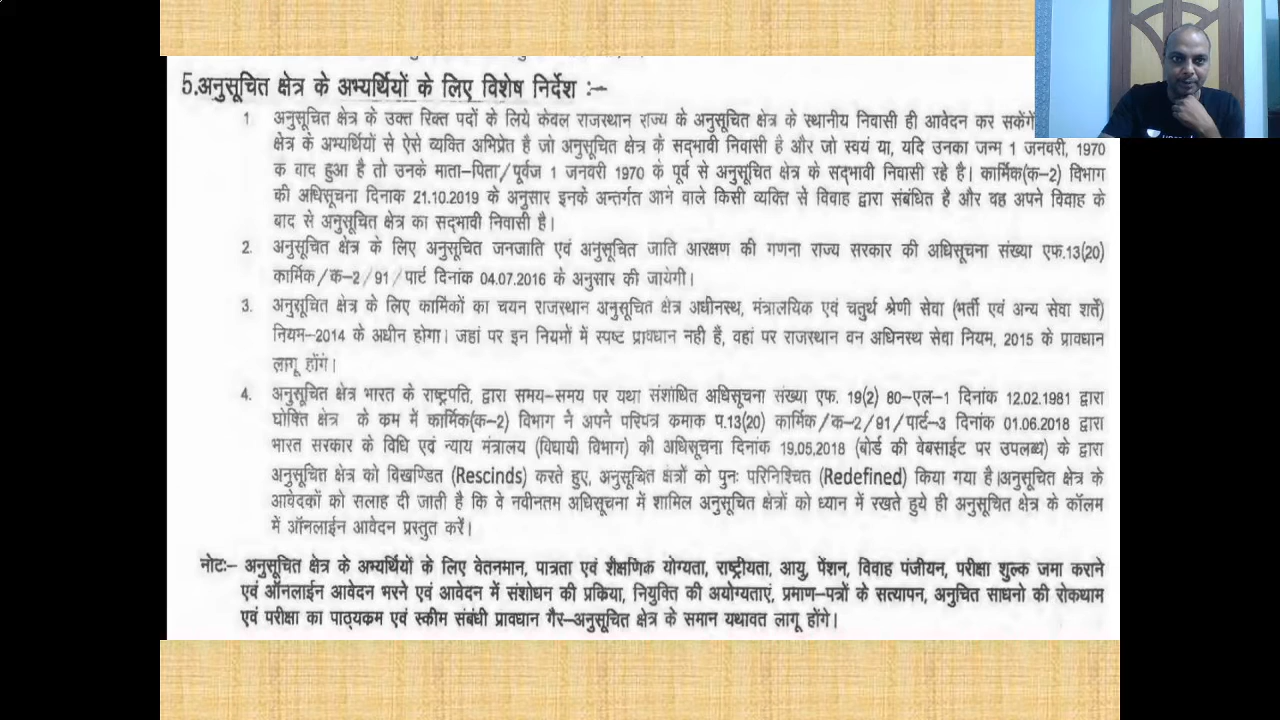 5.अनुसूचित क्षेत्र के अभ्यर्थियों के लिए विशेष निर्देश :–
1. अनुसूचित क्षेत्र के उक्त रिक्त पदों के लिये केवल राजस्थान राज्य के अनुसूचित क्षेत्र के स्थानीय निवासी ही आवेदन कर सकेंगे
क्षेत्र के अभ्यर्थियों से ऐसे व्यक्ति अभिप्रेत है जो अनुसूचित क्षेत्र के सद्भावी निवासी है और जो स्वयं या, यदि उनका जन्म 1 जनवरी, 1970
के बाद हुआ है तो उनके माता–पिता/पूर्वज 1 जनवरी 1970 के पूर्व से अनुसूचित क्षेत्र के सद्भावी निवासी रहे है। कार्मिक(क–2) विभाग
की अधिसूचना दिनाक 21.10.2019 के अनुसार इनके अन्तर्गत आने वाले किसी व्यक्ति से विवाह द्वारा संबंधित है और वह अपने विवाह के
बाद से अनुसूचित क्षेत्र का सद्भावी निवासी है।
2. अनुसूचित क्षेत्र के लिए अनुसूचित जनजाति एवं अनुसूचित जाति आरक्षण की गणना राज्य सरकार की अधिसूचना संख्या एफ.13(20)
कार्मिक/क–2/91/पार्ट दिनांक 04.07.2016 के अनुसार की जायेगी।
3. अनुसूचित क्षेत्र के लिए कार्मिकों का चयन राजस्थान अनुसूचित क्षेत्र अधीनस्थ, मंत्रालयिक एवं चतुर्थ श्रेणी सेवा (भर्ती एवं अन्य सेवा शर्ते)
नियम–2014 के अधीन होगा। जहां पर इन नियमों में स्पष्ट प्रावधान नही है, वहां पर राजस्थान वन अधिनस्थ सेवा नियम, 2015 के प्रावधान
लागू होंगे।
4. अनुसूचित क्षेत्र भारत के राष्ट्रपति, द्वारा समय–समय पर यथा संशोधित अधिसूचना संख्या एफ. 19(2) 80–एल–1 दिनांक 12.02.1981 द्वारा
घोषित क्षेत्र के कम में कार्मिक(क–2) विभाग ने अपने परिपत्र कमाक प.13(20) कार्मिक/क–2/91/पार्ट–3 दिनांक 01.06.2018 द्वारा
भारत सरकार के विधि एवं न्याय मंत्रालय (विधायी विभाग) की अधिसूचना दिनांक 19.05.2018 (बोर्ड की वेबसाईट पर उपलब्ध) के द्वारा
अनुसूचित क्षेत्र को विखण्डित (Rescinds) करते हुए, अनुसूचित क्षेत्रों को पुनः परिनिश्चित (Redefined) किया गया है।अनुसूचित क्षेत्र के
आवेदकों को सलाह दी जाती है कि वे नवीनतम अधिसूचना में शामिल अनुसूचित क्षेत्रों को ध्यान में रखते हुये ही अनुसूचित क्षेत्र के कॉलम
में ऑनलाईन आवेदन प्रस्तुत करें।
नोटः– अनुसूचित क्षेत्र के अभ्यर्थियों के लिए वेतनमान, पात्रता एवं शैक्षणिक योग्यता, राष्ट्रीयता, आयु, पेंशन, विवाह पंजीयन, परीक्षा शुल्क जमा कराने
एवं ऑनलाईन आवेदन भरने एवं आवेदन में संशोधन की प्रकिया, नियुक्ति की अयोग्यताएं, प्रमाण–पत्रों के सत्यापन, अनुचित साधनो की रोकथाम
एवं परीक्षा का पाठ्यकम एवं स्कीम संबंधी प्रावधान गैर–अनुसूचित क्षेत्र के समान यथावत लागू होंगे।